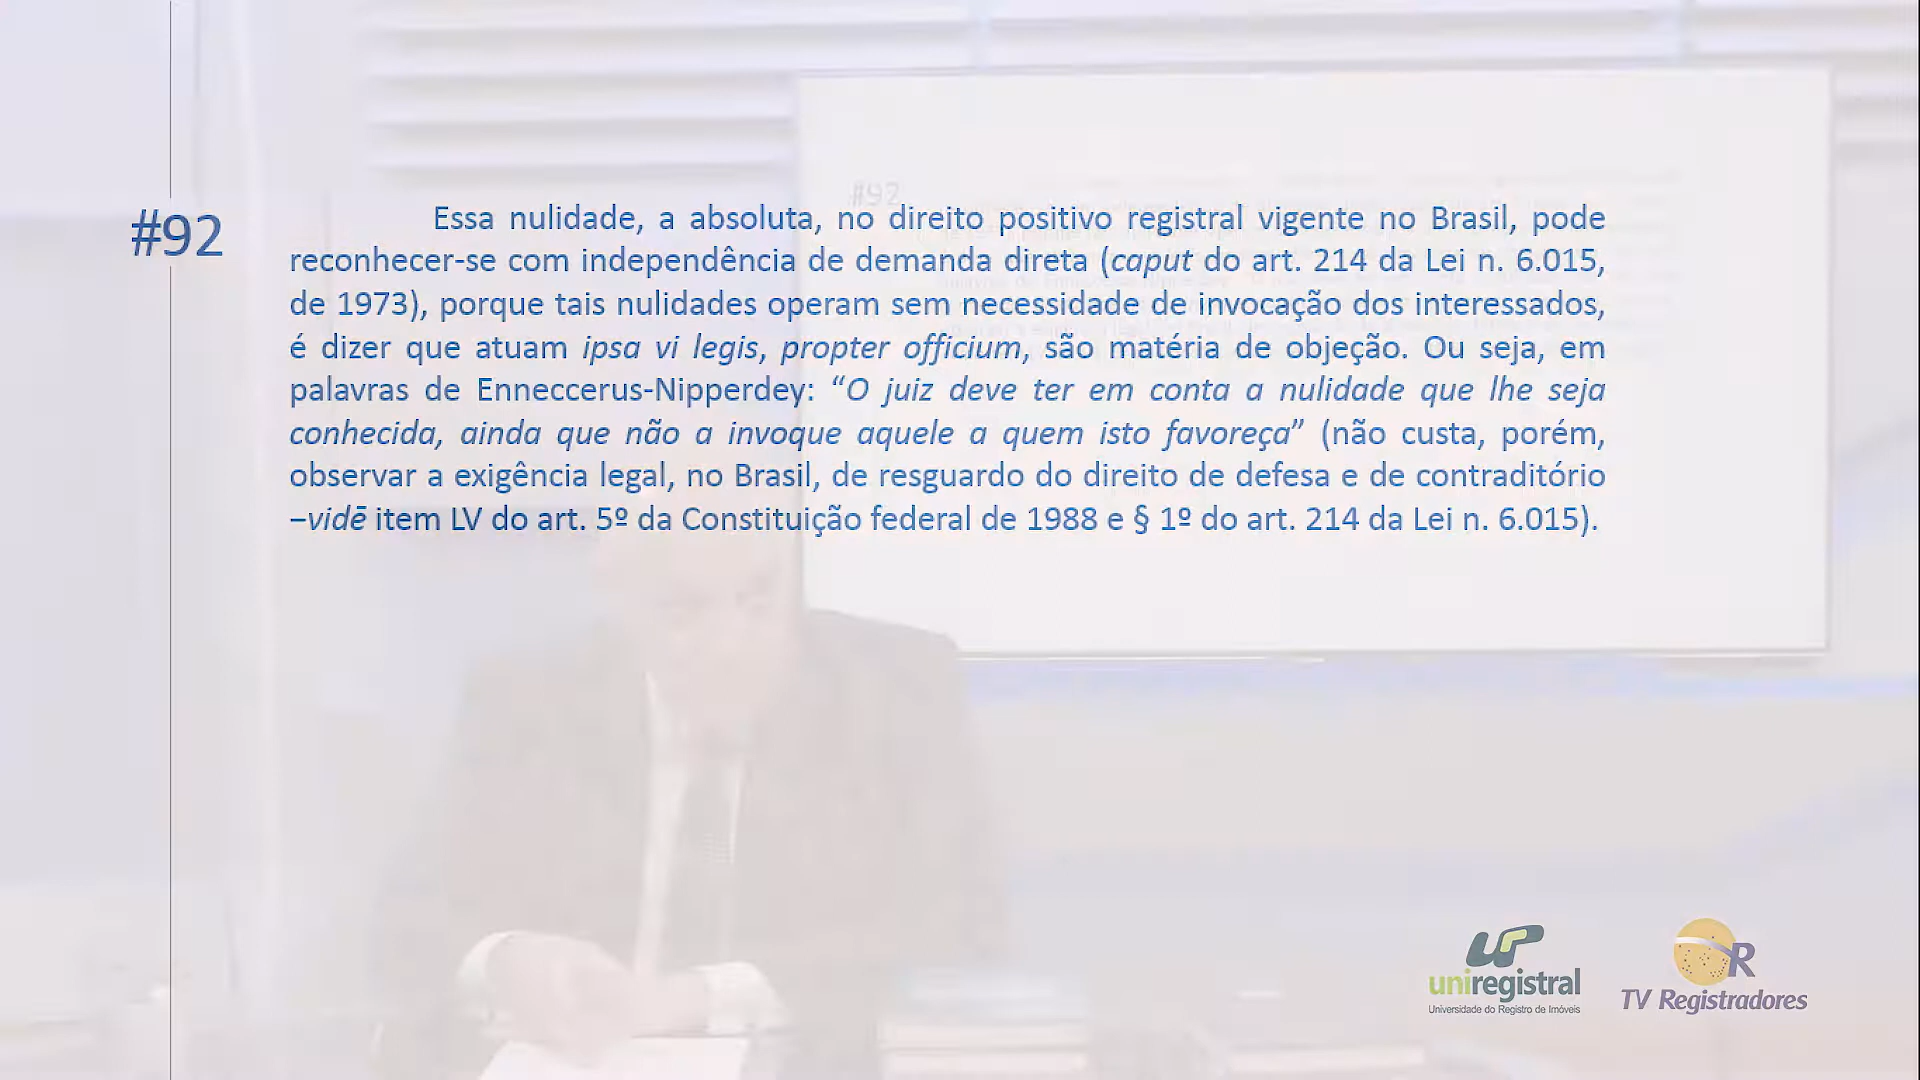 #92
Essa nulidade, a absoluta, no direito positivo registral vigente no Brasil, pode
reconhecer-se com independência de demanda direta (caput do art. 214 da Lei n. 6.015,
de 1973), porque tais nulidades operam sem necessidade de invocação dos interessados,
é dizer que atuam ipsa vi legis, propter officium, são matéria de objeção. Ou seja, em
palavras de Enneccerus-Nipperdey: “O juiz deve ter em conta a nulidade que lhe seja
conhecida, ainda que não a invoque aquele a quem isto favoreça” (não custa, porém,
observar a exigência legal, no Brasil, de resguardo do direito de defesa e de contraditório
–vidē item LV do art. 5º da Constituição federal de 1988 e § 1º do art. 214 da Lei n. 6.015).
#92
uniregistral
Universidade do Registro de Imóveis
R
TV Registradores